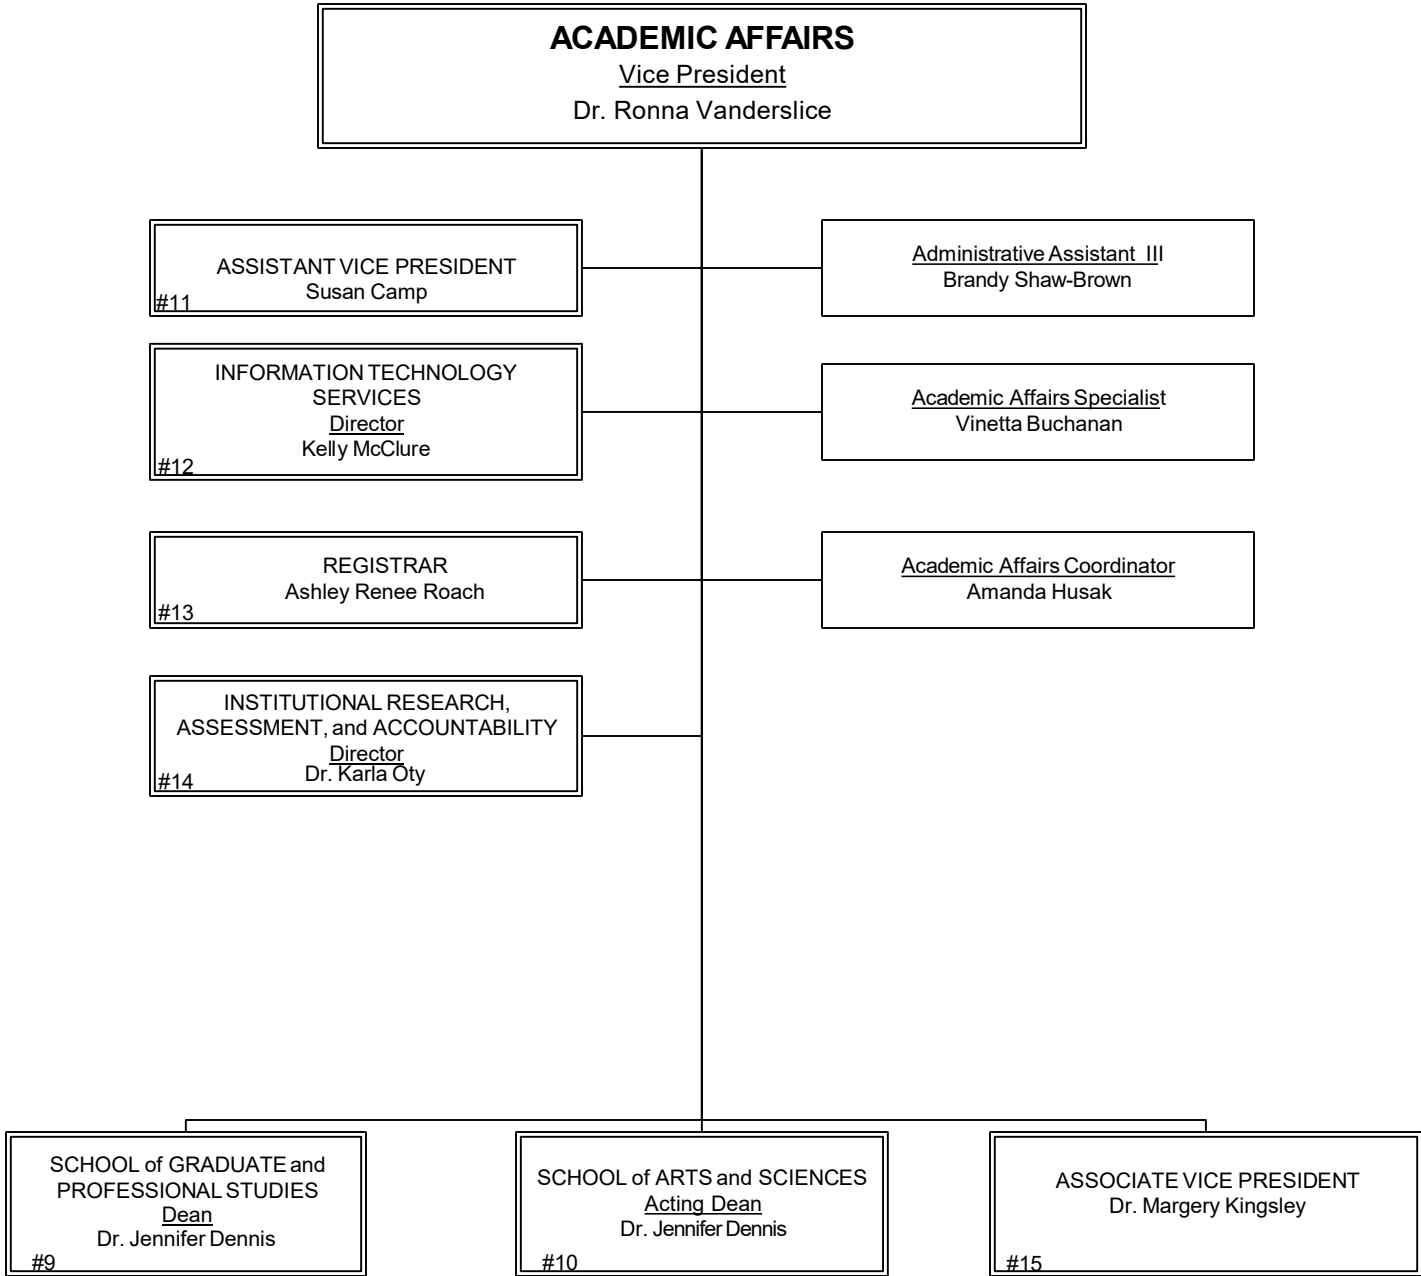 ACADEMIC AFFAIRS
Vice President
Dr. Ronna Vanderslice
ASSISTANT VICE PRESIDENT
Susan Camp
#11
Administrative Assistant III
Brandy Shaw-Brown
INFORMATION TECHNOLOGY
SERVICES
Director
Kelly McClure
#12
Academic Affairs Specialist
Vinetta Buchanan
REGISTRAR
Ashley Renee Roach
#13
Academic Affairs Coordinator
Amanda Husak
INSTITUTIONAL RESEARCH,
ASSESSMENT, and ACCOUNTABILITY
Director
Dr. Karla Oty
#14
SCHOOL of GRADUATE and
PROFESSIONAL STUDIES
Dean
Dr. Jennifer Dennis
#9
SCHOOL of ARTS and SCIENCES
Acting Dean
Dr. Jennifer Dennis
#10
ASSOCIATE VICE PRESIDENT
Dr. Margery Kingsley
#15